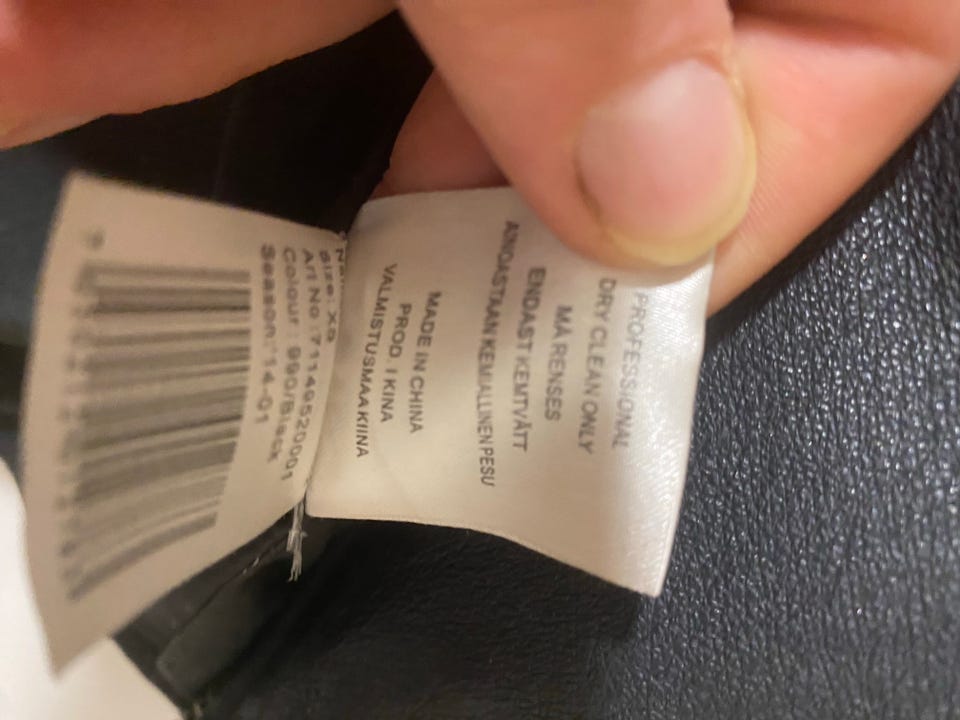 Size: XS
Art No :71149520001
Colour :990/Black
Season:14-01
PROFESSIONAL
DRY CLEAN ONLY
MÅ RENSES
ENDAST KEMTVÄTT
AINOASTAAN KEMIALLINEN PESU
MADE IN CHINA
PROD. I KINA
VALMISTUSMAA KIINA